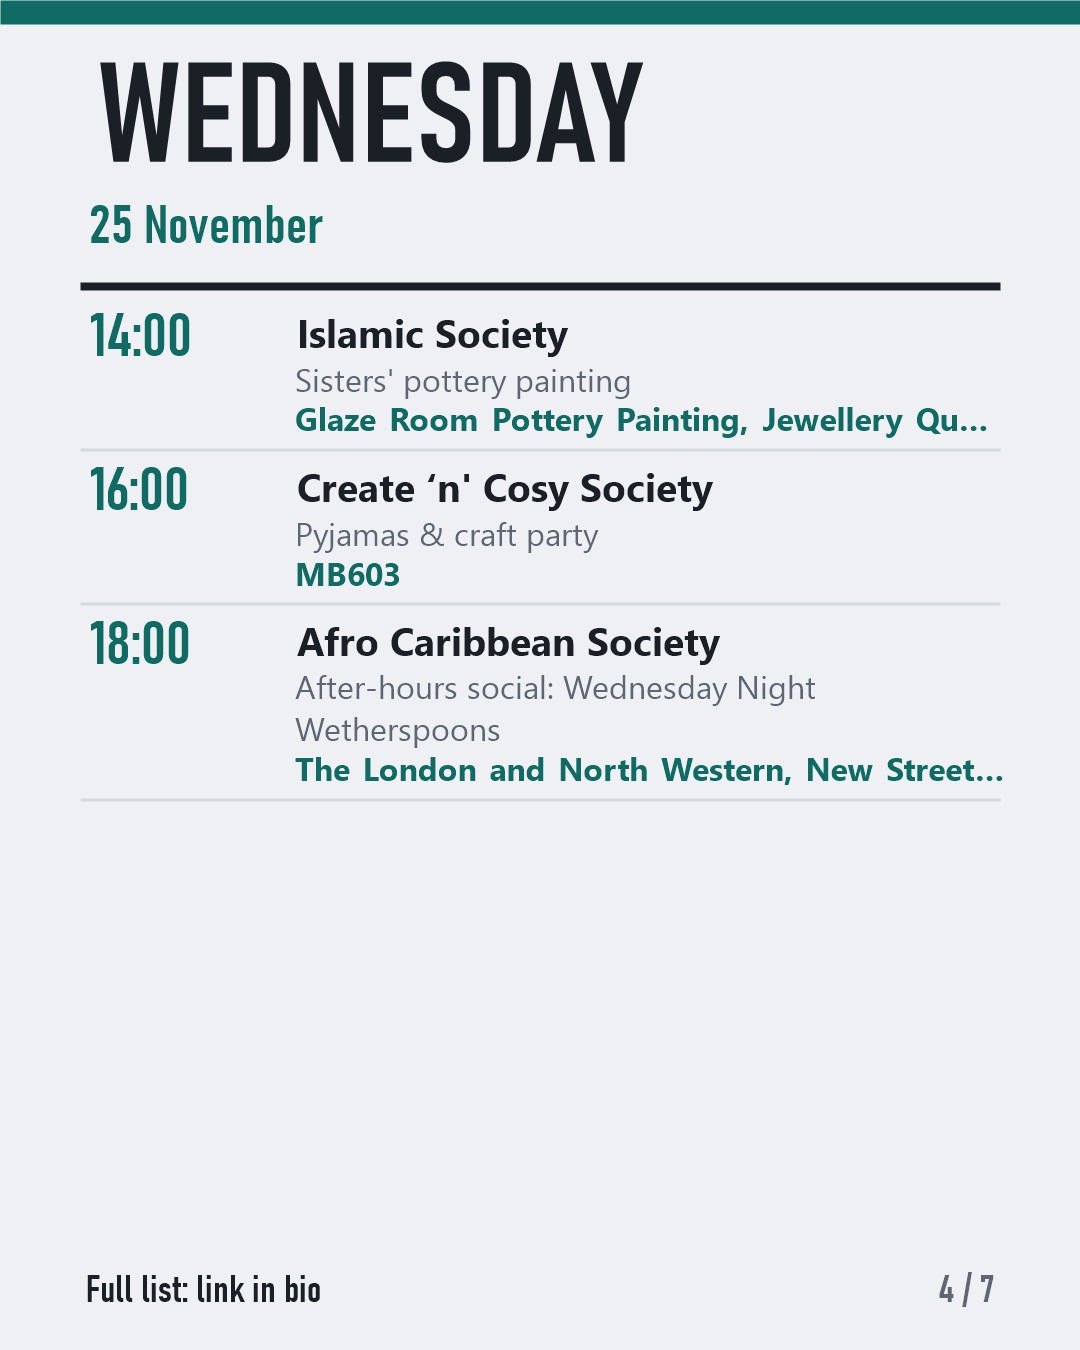 WEDNESDAY
25 November
14:00
Islamic Society
Sisters' pottery painting
Glaze Room Pottery Painting, Jewellery Qu...
16:00
Create ‘n' Cosy Society
Pyjamas & craft party
MB603
18:00
Afro Caribbean Society
After-hours social: Wednesday Night
Wetherspoons
The London and North Western, New Street...
Full list: link in bio
4 / 7